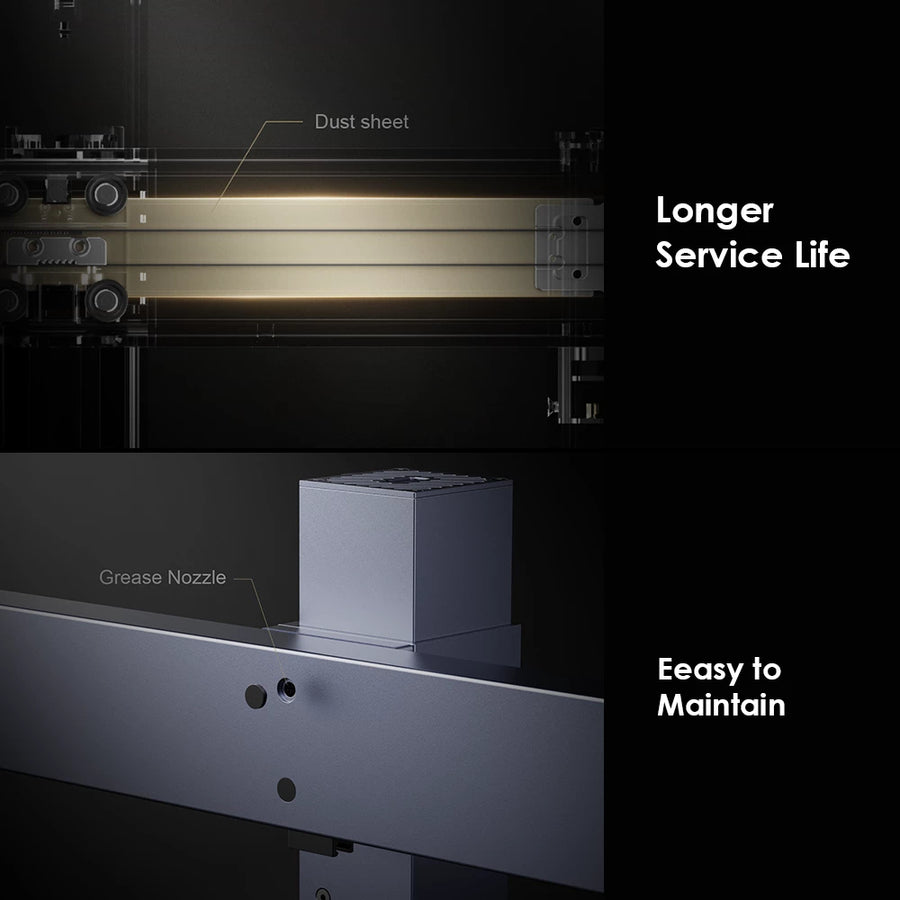 Dust sheet
Longer
Service Life
Grease Nozzle
Eeasy to
Maintain